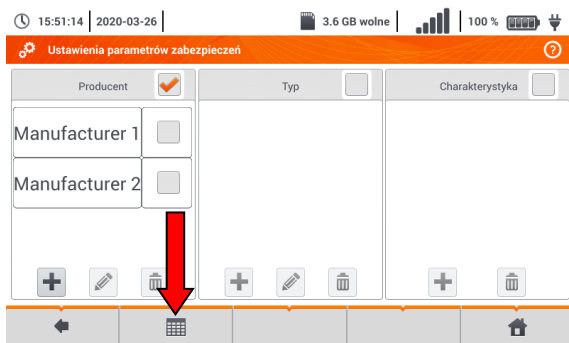 15:51:14 2020-03-26 3.6 GB wolne 100 %
Ustawienia parametrów zabezpieczeń ?
Producent Typ Charakterystyka
Manufacturer 1
Manufacturer 2